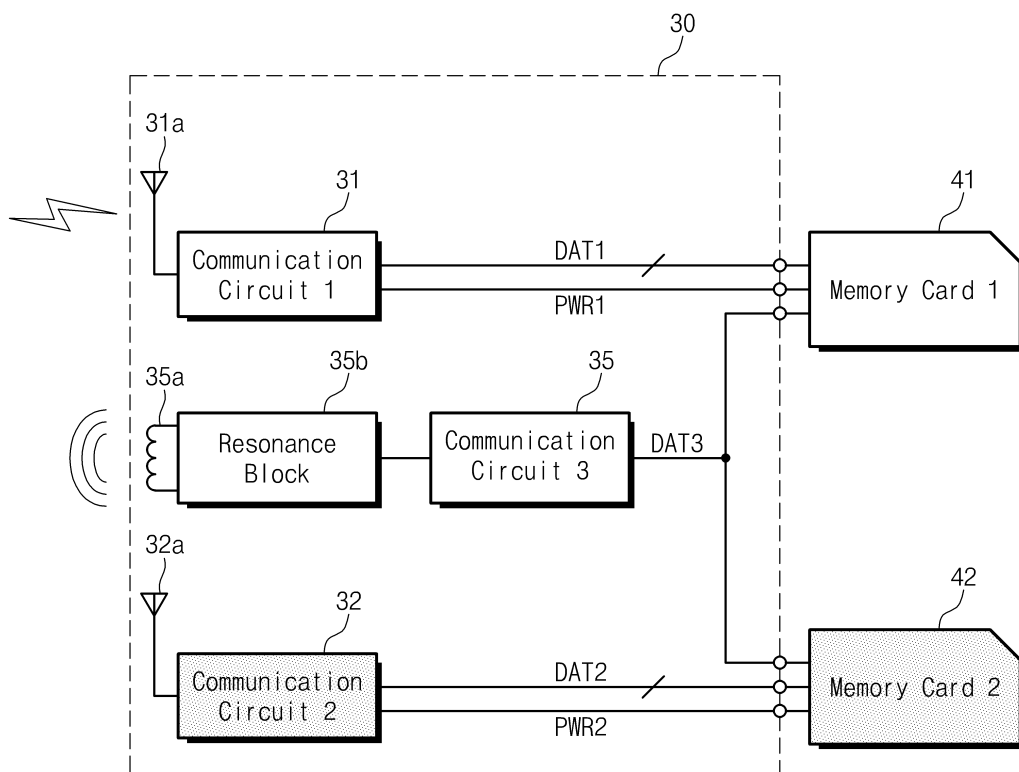 30
31a
31
41
Communication
Circuit 1
DAT1
PWR1
Memory Card 1
35a
35b
35
Resonance
Block
Communication
Circuit 3
DAT3
32a
32
42
Communication
Circuit 2
DAT2
PWR2
Memory Card 2